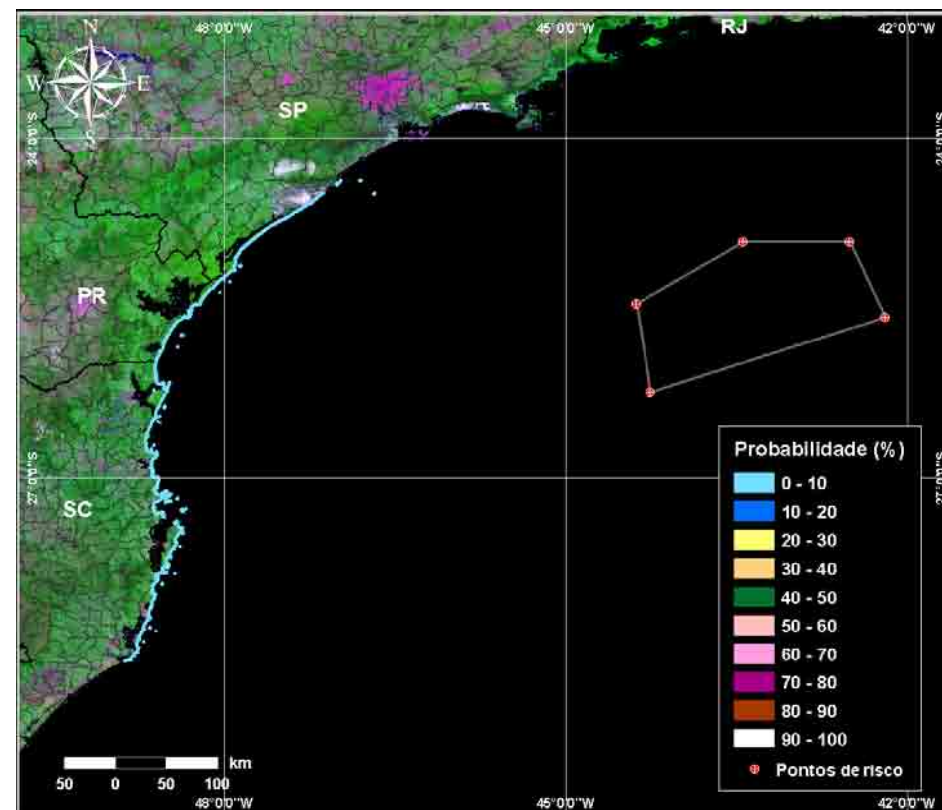 48°0'0"W
45°0'0"W
RJ
42°0'0"W
N
W
E
S
SP
24°0'0"S
24°0'0"S
PR
SC
27°0'0"S
27°0'0"S
Probabilidade (%)
0 - 10
10 - 20
20 - 30
30 - 40
40 - 50
50 - 60
60 - 70
70 - 80
80 - 90
90 - 100
Pontos de risco
km
50 0 50 100
48°0'0"W
45°0'0"W
42°0'0"W